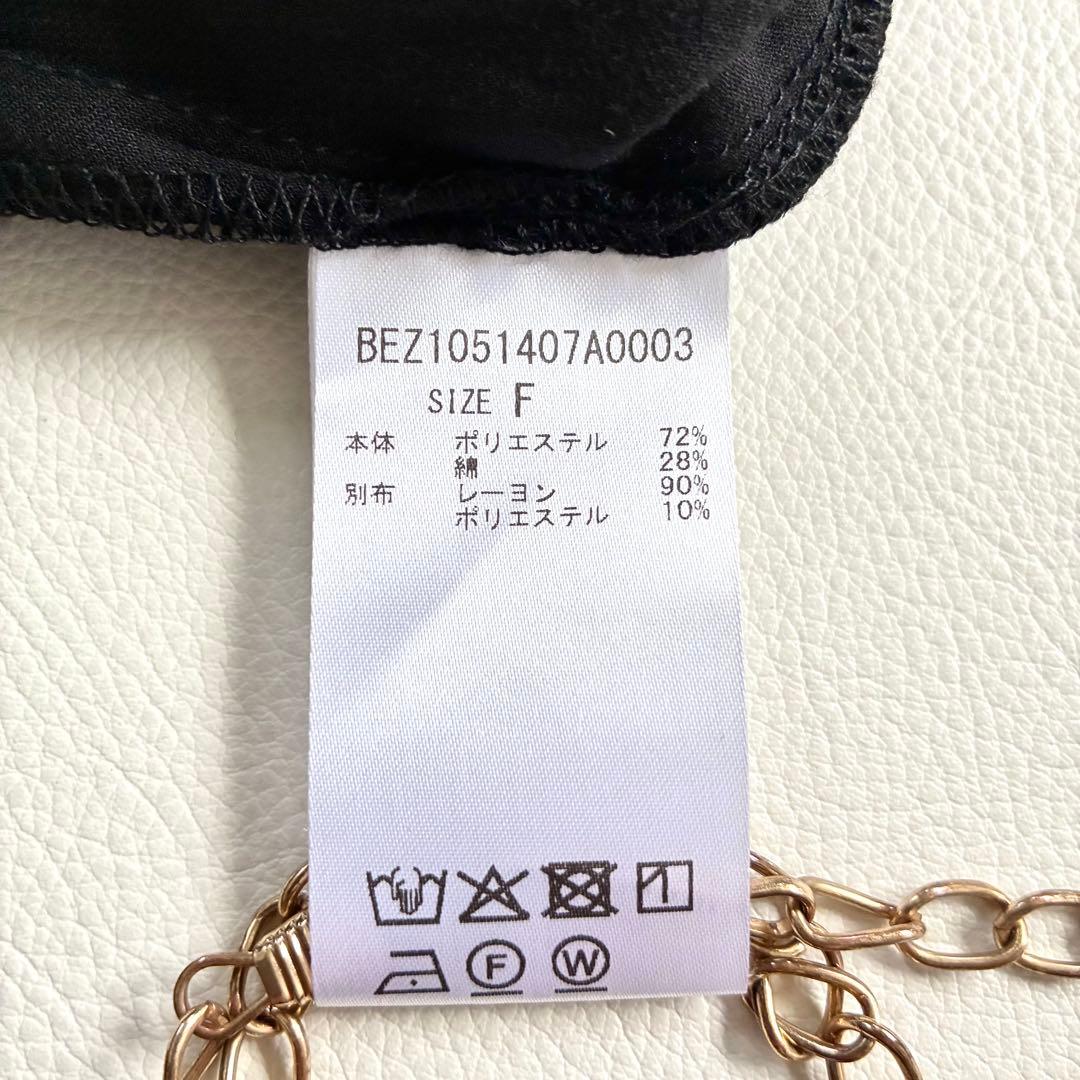 BEZ1051407A0003
SIZE F
本体 ポリエステル 72%
綿 28%
別布 レーヨン 90%
ポリエステル 10%
F W